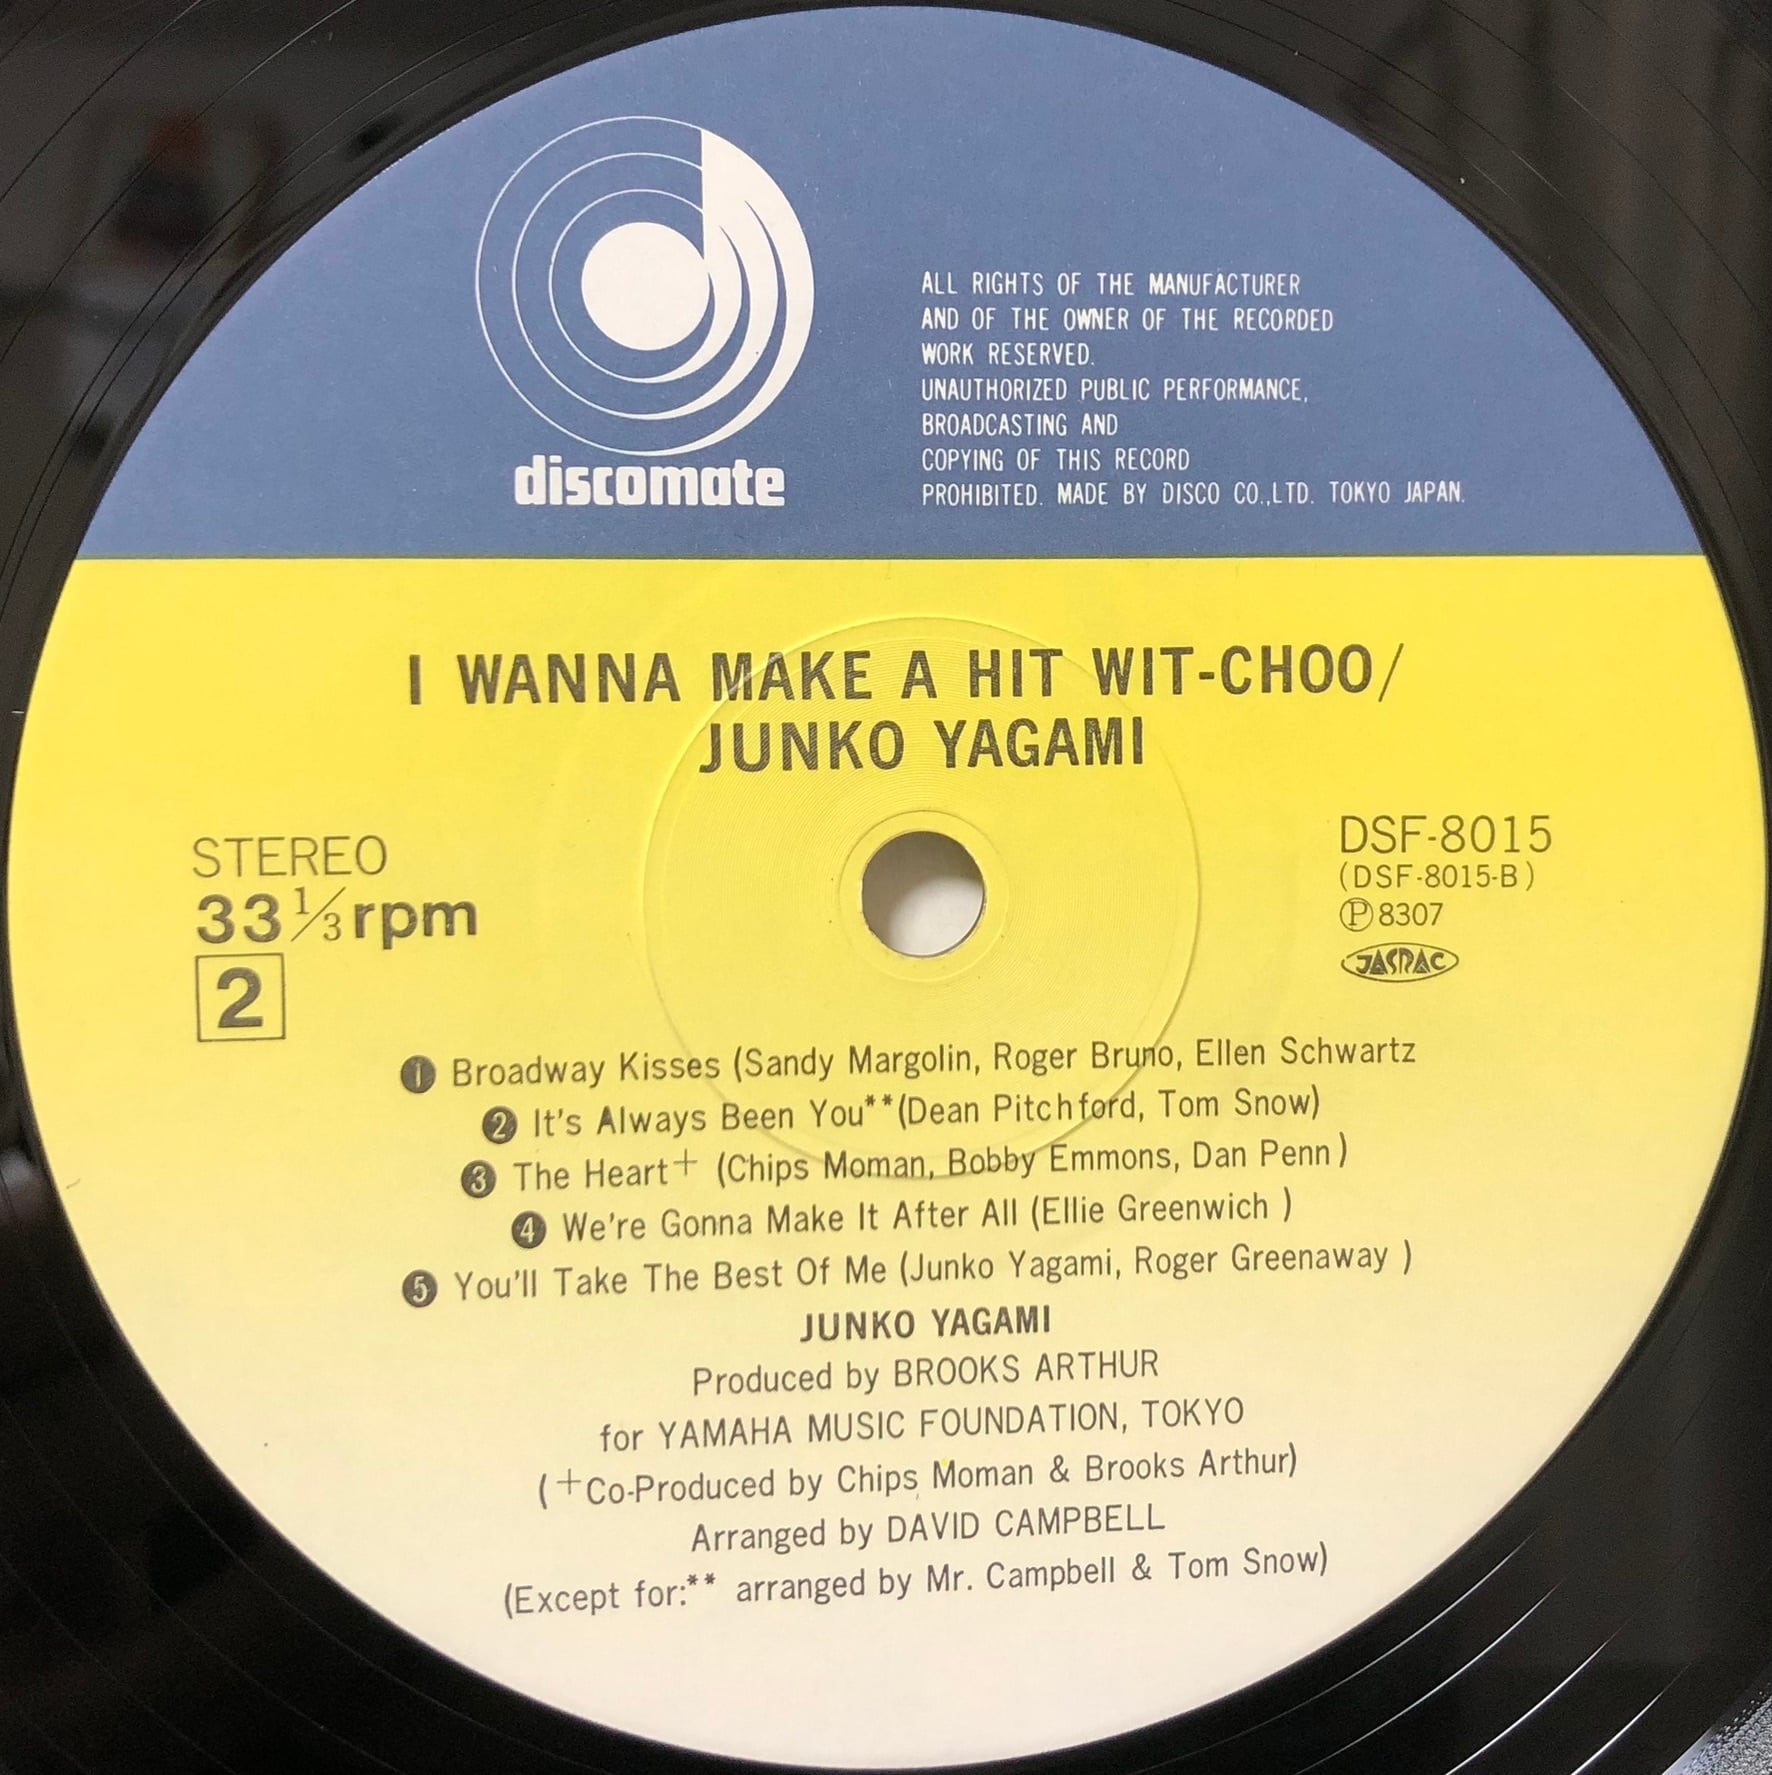 discomate
ALL RIGHTS OF THE MANUFACTURER
AND OF THE OWNER OF THE RECORDED
WORK RESERVED.
UNAUTHORIZED PUBLIC PERFORMANCE,
BROADCASTING AND
COPYING OF THIS RECORD
PROHIBITED. MADE BY DISCO CO.,LTD. TOKYO JAPAN.
I WANNA MAKE A HIT WIT-CHOO/
JUNKO YAGAMI
STEREO
33 1/3 rpm
2
DSF-8015
(DSF-8015-B)
Ⓟ8307
JASRAC
❶ Broadway Kisses (Sandy Margolin, Roger Bruno, Ellen Schwartz
❷ It's Always Been You** (Dean Pitchford, Tom Snow)
❸ The Heart+ (Chips Moman, Bobby Emmons, Dan Penn)
❹ We're Gonna Make It After All (Ellie Greenwich )
❺ You'll Take The Best Of Me (Junko Yagami, Roger Greenaway )
JUNKO YAGAMI
Produced by BROOKS ARTHUR
for YAMAHA MUSIC FOUNDATION, TOKYO
(+Co-Produced by Chips Moman & Brooks Arthur)
Arranged by DAVID CAMPBELL
(Except for:** arranged by Mr. Campbell & Tom Snow)